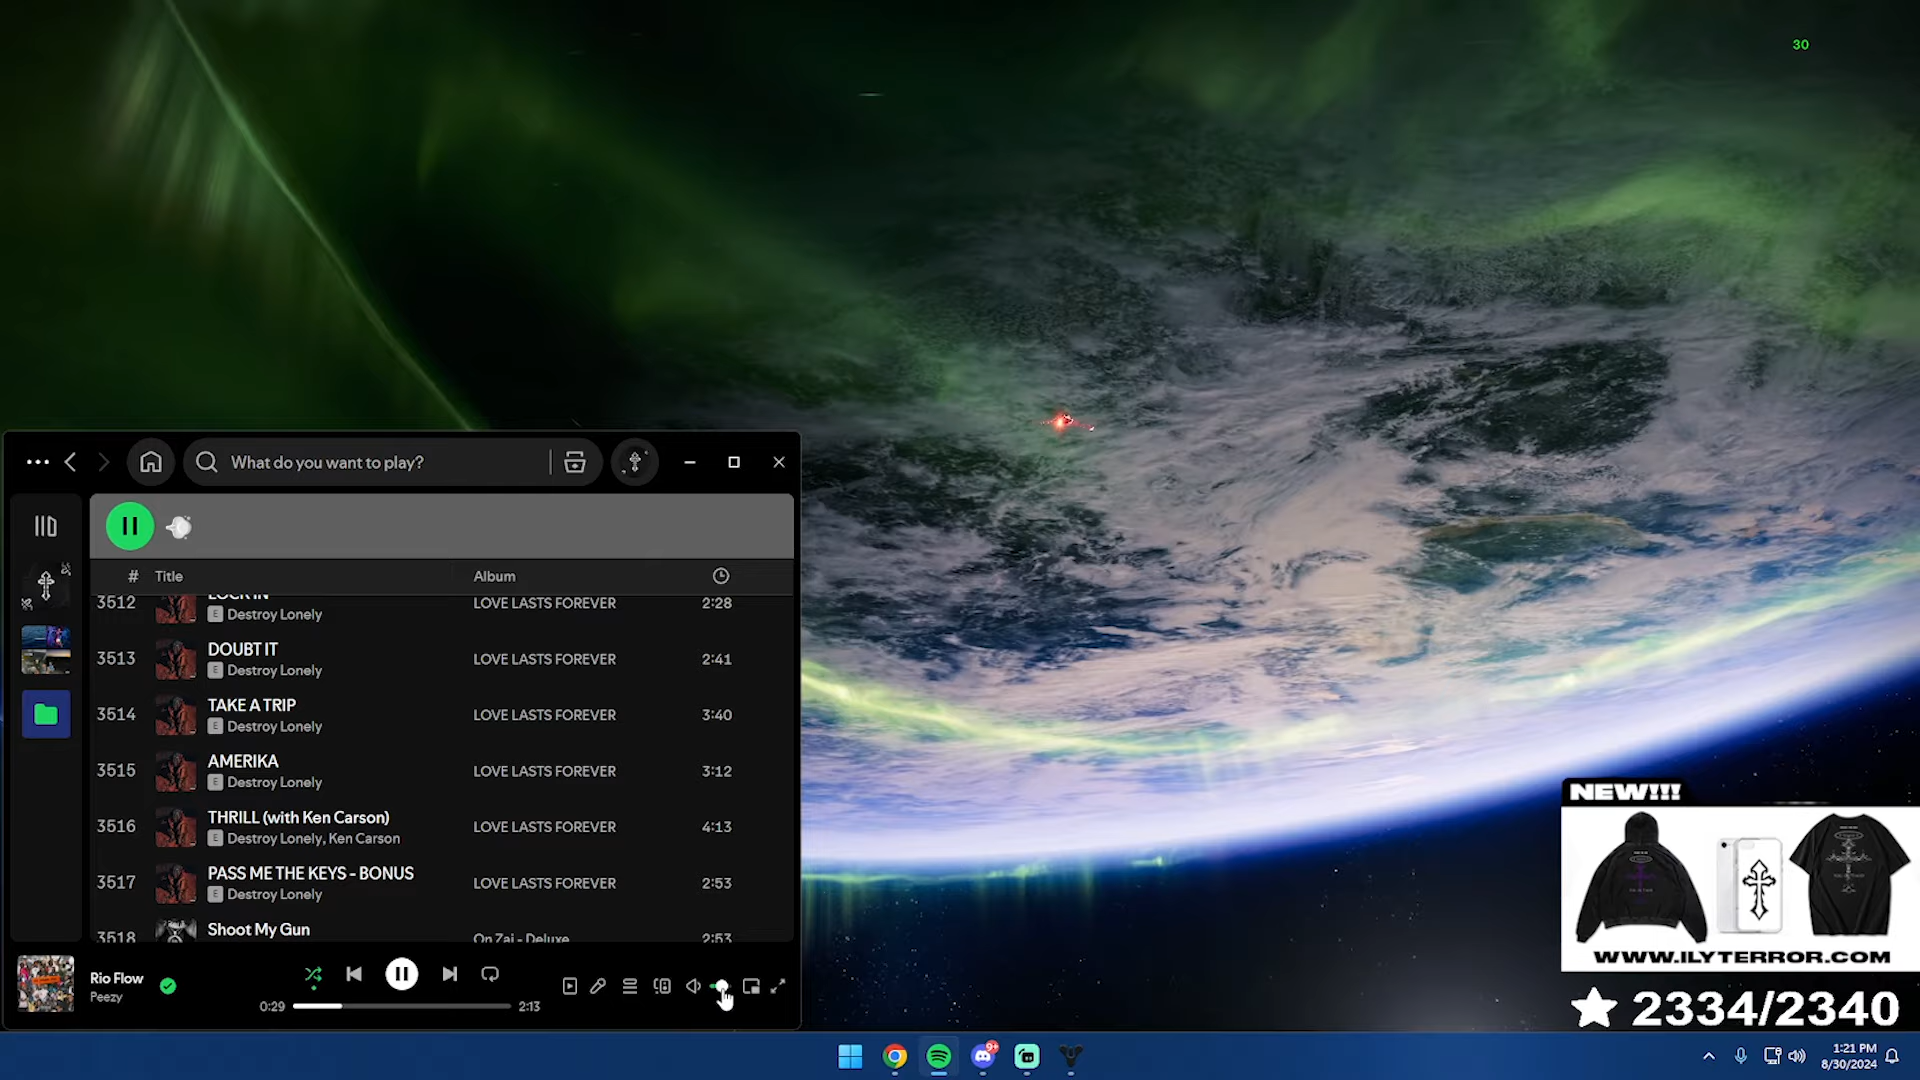 30
What do you want to play?
# Title Album
3512 LOCK IN LOVE LASTS FOREVER 2:28
E Destroy Lonely
3513 DOUBT IT LOVE LASTS FOREVER 2:41
E Destroy Lonely
3514 TAKE A TRIP LOVE LASTS FOREVER 3:40
E Destroy Lonely
3515 AMERIKA LOVE LASTS FOREVER 3:12
E Destroy Lonely
3516 THRILL (with Ken Carson) LOVE LASTS FOREVER 4:13
E Destroy Lonely, Ken Carson
3517 PASS ME THE KEYS - BONUS LOVE LASTS FOREVER 2:53
E Destroy Lonely
3518 Shoot My Gun On Zai - Deluxe 2:53
Rio Flow
Peezy
0:29 2:13
NEW!!!
WWW.ILYTERROR.COM
2334/2340
9+
1:21 PM
8/30/2024